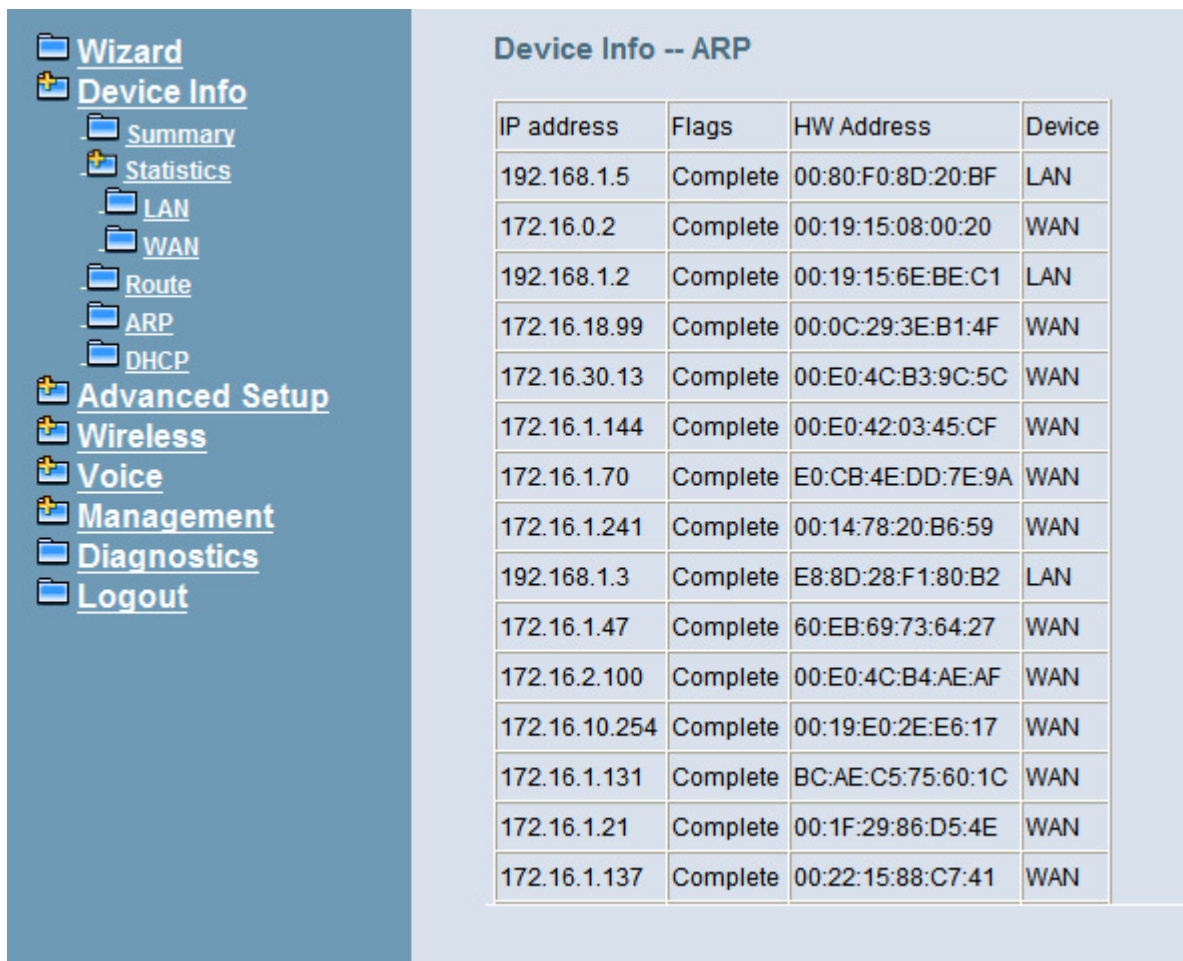 Wizard
Device Info
Summary
Statistics
LAN
WAN
Route
ARP
DHCP
Advanced Setup
Wireless
Voice
Management
Diagnostics
Logout
Device Info -- ARP
IP address Flags HW Address Device
192.168.1.5 Complete 00:80:F0:8D:20:BF LAN
172.16.0.2 Complete 00:19:15:08:00:20 WAN
192.168.1.2 Complete 00:19:15:6E:BE:C1 LAN
172.16.18.99 Complete 00:0C:29:3E:B1:4F WAN
172.16.30.13 Complete 00:E0:4C:B3:9C:5C WAN
172.16.1.144 Complete 00:E0:42:03:45:CF WAN
172.16.1.70 Complete E0:CB:4E:DD:7E:9A WAN
172.16.1.241 Complete 00:14:78:20:B6:59 WAN
192.168.1.3 Complete E8:8D:28:F1:80:B2 LAN
172.16.1.47 Complete 60:EB:69:73:64:27 WAN
172.16.2.100 Complete 00:E0:4C:B4:AE:AF WAN
172.16.10.254 Complete 00:19:E0:2E:E6:17 WAN
172.16.1.131 Complete BC:AE:C5:75:60:1C WAN
172.16.1.21 Complete 00:1F:29:86:D5:4E WAN
172.16.1.137 Complete 00:22:15:88:C7:41 WAN